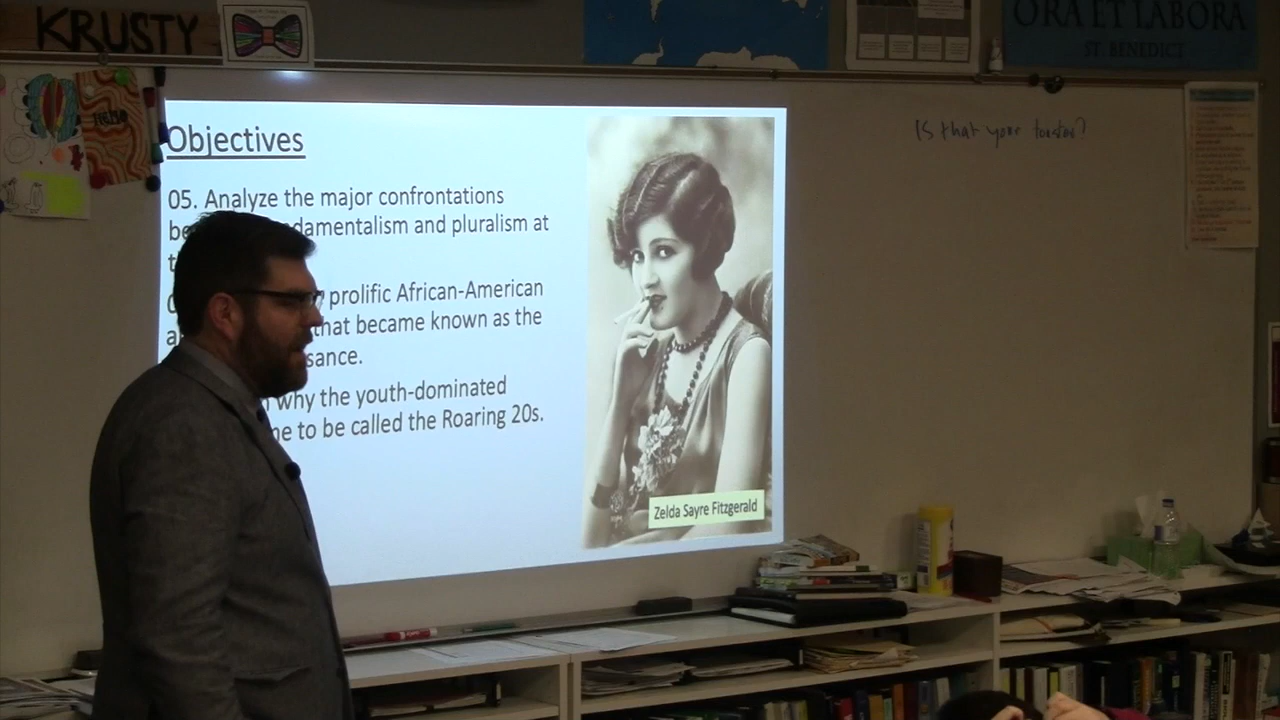 KRUSTY
ORA ET LABORA
ST. BENEDICT
Is that your
Objectives
05. Analyze the major confrontations
damentalism and pluralism at
prolific African-American
that became known as the
sance.
why the youth-dominated
to be called the Roaring 20s.
Zelda Sayre Fitzgerald